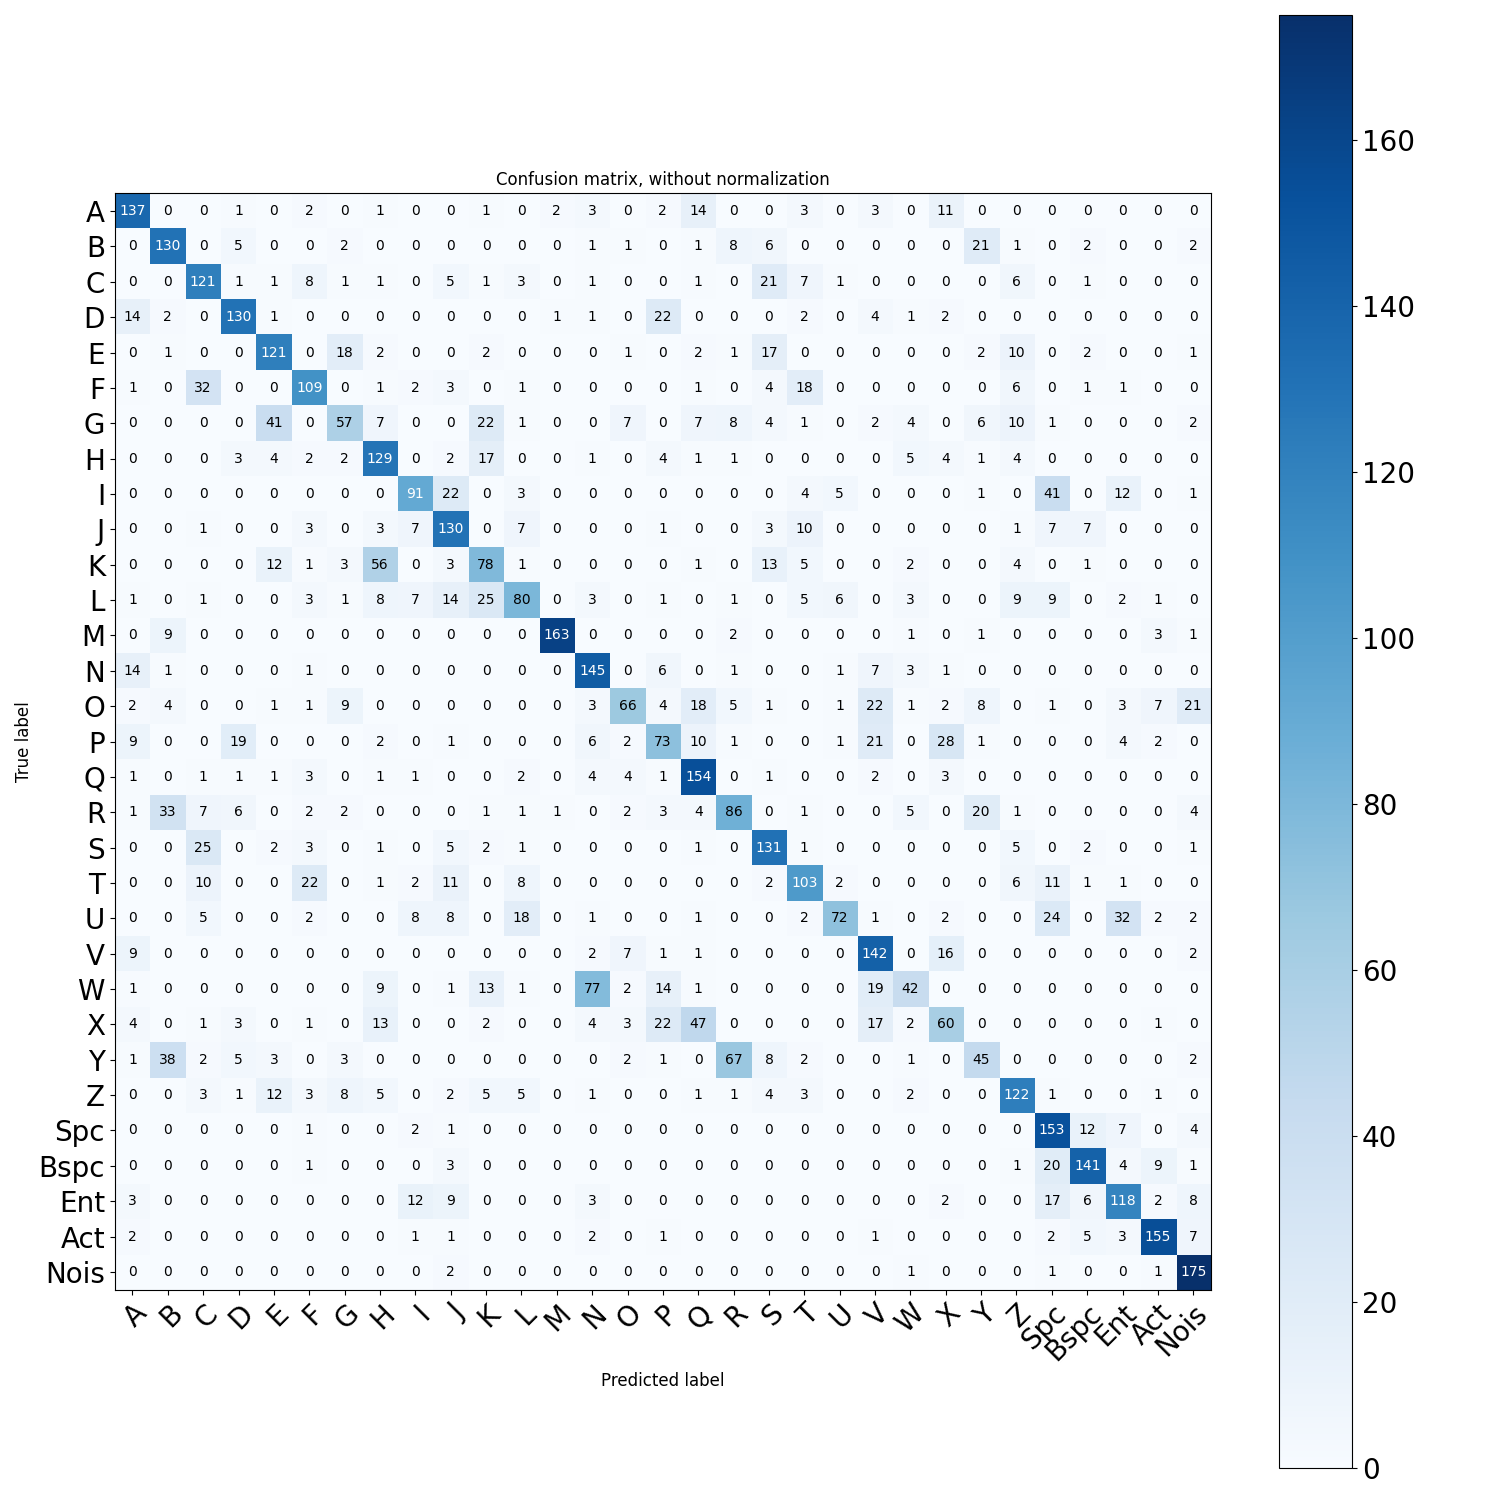 Confusion matrix, without normalization
A 137 0 0 1 0 2 0 1 0 0 1 0 2 3 0 2 14 0 0 3 0 3 0 11 0 0 0 0 0 0 0
B 0 130 0 5 0 0 2 0 0 0 0 0 0 1 1 0 1 8 6 0 0 0 0 0 21 1 0 2 0 0 2
C 0 0 121 1 1 8 1 1 0 5 1 3 0 1 0 0 1 0 21 7 1 0 0 0 0 6 0 1 0 0 0
D 14 2 0 130 1 0 0 0 0 0 0 0 1 1 0 22 0 0 0 2 0 4 1 2 0 0 0 0 0 0 0
E 0 1 0 0 121 0 18 2 0 0 2 0 0 0 1 0 2 1 17 0 0 0 0 0 2 10 0 2 0 0 1
F 1 0 32 0 0 109 0 1 2 3 0 1 0 0 0 0 1 0 4 18 0 0 0 0 0 6 0 1 1 0 0
G 0 0 0 0 41 0 57 7 0 0 22 1 0 0 7 0 7 8 4 1 0 2 4 0 6 10 1 0 0 0 2
H 0 0 0 3 4 2 2 129 0 2 17 0 0 1 0 4 1 1 0 0 0 0 5 4 1 4 0 0 0 0 0
I 0 0 0 0 0 0 0 0 91 22 0 3 0 0 0 0 0 0 0 4 5 0 0 0 1 0 41 0 12 0 1
J 0 0 1 0 0 3 0 3 7 130 0 7 0 0 0 1 0 0 3 10 0 0 0 0 0 1 7 7 0 0 0
K 0 0 0 0 12 1 3 56 0 3 78 1 0 0 0 0 1 0 13 5 0 0 2 0 0 4 0 1 0 0 0
L 1 0 1 0 0 3 1 8 7 14 25 80 0 3 0 1 0 1 0 5 6 0 3 0 0 9 9 0 2 1 0
M 0 9 0 0 0 0 0 0 0 0 0 0 163 0 0 0 0 2 0 0 0 0 1 0 1 0 0 0 0 3 1
N 14 1 0 0 0 1 0 0 0 0 0 0 0 145 0 6 0 1 0 0 1 7 3 1 0 0 0 0 0 0 0
O 2 4 0 0 1 1 9 0 0 0 0 0 0 3 66 4 18 5 1 0 1 22 1 2 8 0 1 0 3 7 21
P 9 0 0 19 0 0 0 2 0 1 0 0 0 6 2 73 10 1 0 0 1 21 0 28 1 0 0 0 4 2 0
Q 1 0 1 1 1 3 0 1 1 0 0 2 0 4 4 1 154 0 1 0 0 2 0 3 0 0 0 0 0 0 0
R 1 33 7 6 0 2 2 0 0 0 1 1 1 0 2 3 4 86 0 1 0 0 5 0 20 1 0 0 0 0 4
S 0 0 25 0 2 3 0 1 0 5 2 1 0 0 0 0 1 0 131 1 0 0 0 0 0 5 0 2 0 0 1
T 0 0 10 0 0 22 0 1 2 11 0 8 0 0 0 0 0 0 2 103 2 0 0 0 0 6 11 1 1 0 0
U 0 0 5 0 0 2 0 0 8 8 0 18 0 1 0 0 1 0 0 2 72 1 0 2 0 0 24 0 32 2 2
V 9 0 0 0 0 0 0 0 0 0 0 0 0 2 7 1 1 0 0 0 0 142 0 16 0 0 0 0 0 0 2
W 1 0 0 0 0 0 0 9 0 1 13 1 0 77 2 14 1 0 0 0 0 19 42 0 0 0 0 0 0 0 0
X 4 0 1 3 0 1 0 13 0 0 2 0 0 4 3 22 47 0 0 0 0 17 2 60 0 0 0 0 0 1 0
Y 1 38 2 5 3 0 3 0 0 0 0 0 0 0 2 1 0 67 8 2 0 0 1 0 45 0 0 0 0 0 2
Z 0 0 3 1 12 3 8 5 0 2 5 5 0 1 0 0 1 1 4 3 0 0 2 0 0 122 1 0 0 1 0
Spc 0 0 0 0 0 1 0 0 2 1 0 0 0 0 0 0 0 0 0 0 0 0 0 0 0 0 153 12 7 0 4
Bspc 0 0 0 0 0 1 0 0 0 3 0 0 0 0 0 0 0 0 0 0 0 0 0 0 0 1 20 141 4 9 1
Ent 3 0 0 0 0 0 0 0 12 9 0 0 0 3 0 0 0 0 0 0 0 0 0 2 0 0 17 6 118 2 8
Act 2 0 0 0 0 0 0 0 1 1 0 0 0 2 0 1 0 0 0 0 0 1 0 0 0 0 2 5 3 155 7
Nois 0 0 0 0 0 0 0 0 0 2 0 0 0 0 0 0 0 0 0 0 0 0 1 0 0 0 1 0 0 1 175
A B C D E F G H I J K L M N O P Q R S T U V W X Y Z Spc Bspc Ent Act Nois
Predicted label
True label
160
140
120
100
80
60
40
20
0